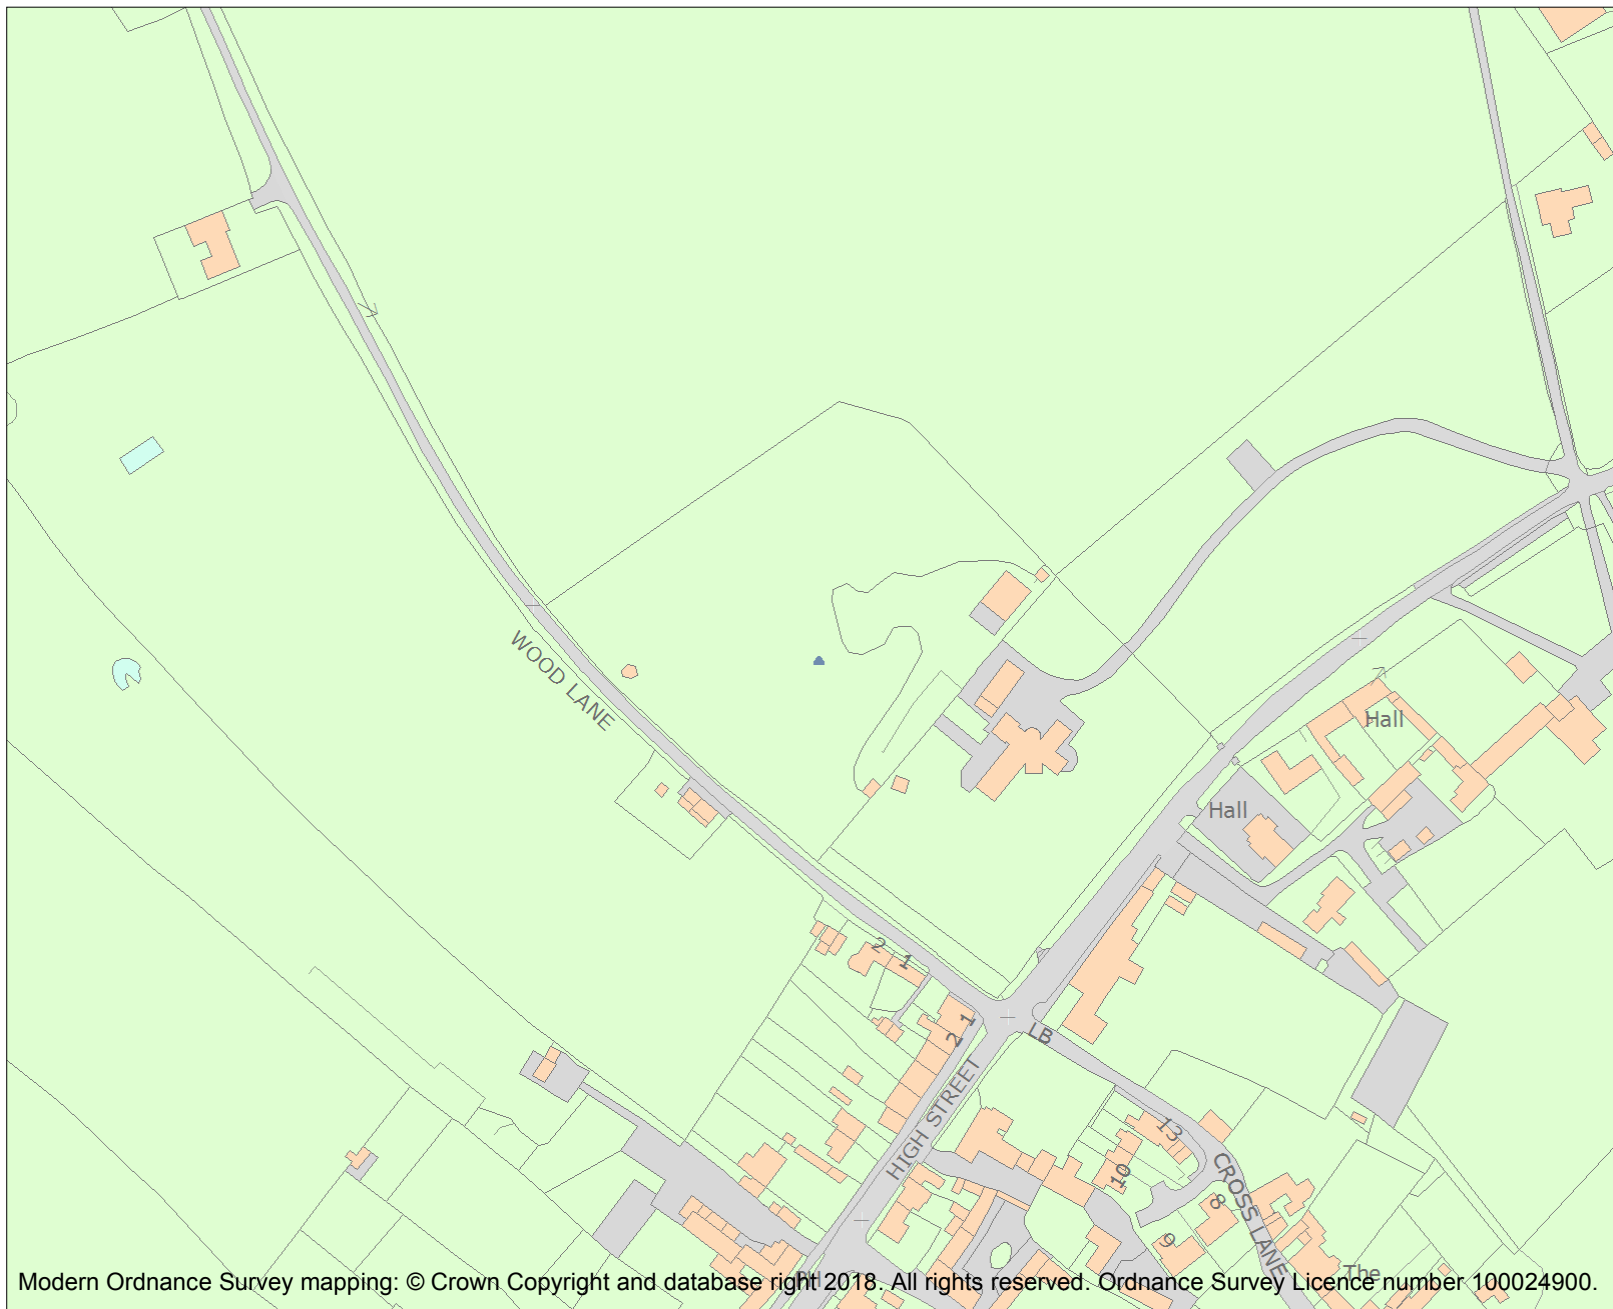 WOOD LANE
Hall
Hall
2
1
1
2
LB
HIGH STREET
13
10
8
9
CROSS LANE
PH
The
Modern Ordnance Survey mapping: © Crown Copyright and database right 2018. All rights reserved. Ordnance Survey Licence number 100024900.